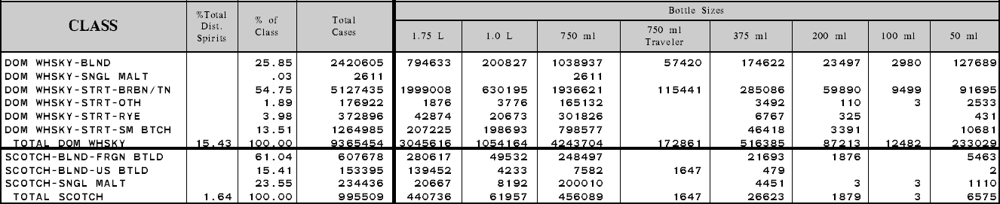 CLASS %Total Dist. Spirits % of Class Total Cases Bottle Sizes
1.75 L 1.0 L 750 ml 750 ml Traveler 375 ml 200 ml 100 ml 50 ml
DOM WHSKY-BLND 25.85 2420605 794633 200827 1038937 57420 174622 23497 2980 127689
DOM WHSKY-SNGL MALT .03 2611 2611
DOM WHSKY-STRT-BRBN/TN 54.75 5127435 1999008 630195 1936621 115441 285086 59890 9499 91695
DOM WHSKY-STRT-OTH 1.89 176922 1876 3776 165132 3492 110 3 2533
DOM WHSKY-STRT-RYE 3.98 372896 42874 20673 301826 6767 325 431
DOM WHSKY-STRT-SM BTCH 13.51 1264985 207225 198693 798577 46418 3391 10681
TOTAL DOM WHSKY 15.43 100.00 9365454 3045616 1054164 4243704 172861 516385 87213 12482 233029
SCOTCH-BLND-FRGN BTLD 61.04 607678 280617 49532 248497 21693 1876 5463
SCOTCH-BLND-US BTLD 15.41 153395 139452 4233 7582 1647 479 2
SCOTCH-SNGL MALT 23.55 234436 20667 8192 200010 4451 3 3 1110
TOTAL SCOTCH 1.64 100.00 995509 440736 61957 456089 1647 26623 1879 3 6575